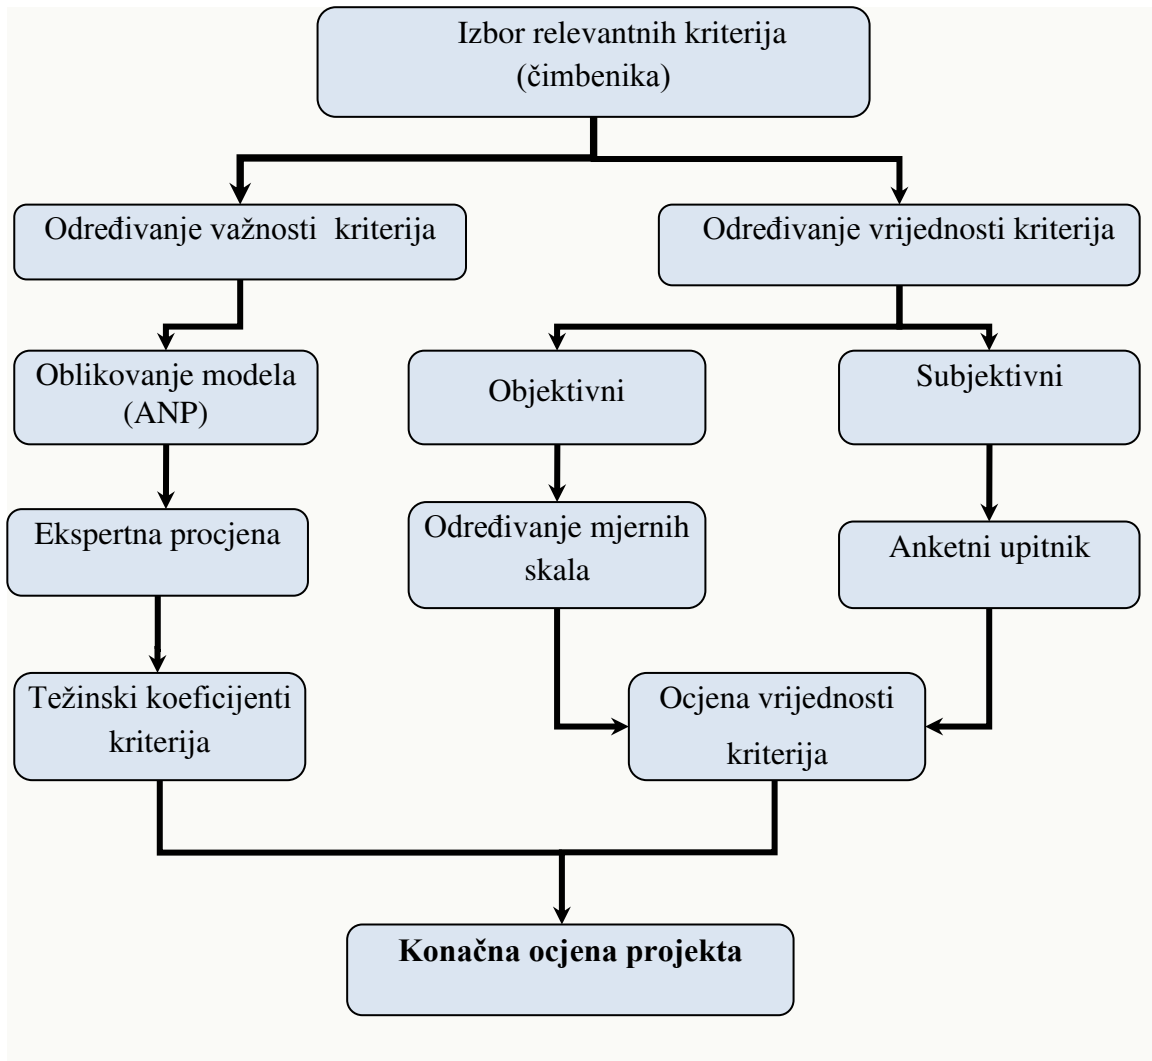 Izbor relevantnih kriterija
(čimbenika)
Određivanje važnosti kriterija
Određivanje vrijednosti kriterija
Oblikovanje modela
(ANP)
Objektivni
Subjektivni
Ekspertna procjena
Određivanje mjernih
skala
Anketni upitnik
Težinski koeficijenti
kriterija
Ocjena vrijednosti
kriterija
Konačna ocjena projekta